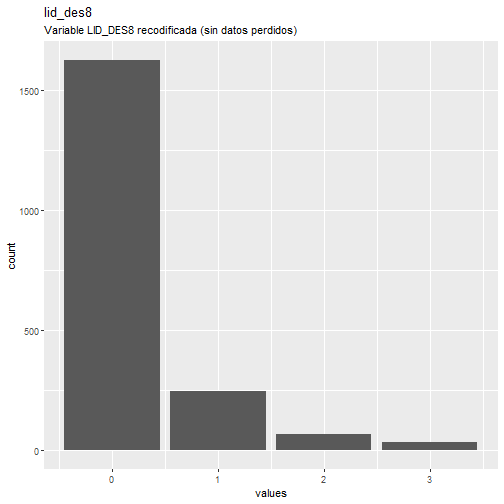 lid_des8
Variable LID_DES8 recodificada (sin datos perdidos)
1500
1000
500
0
count
0 1 2 3
values